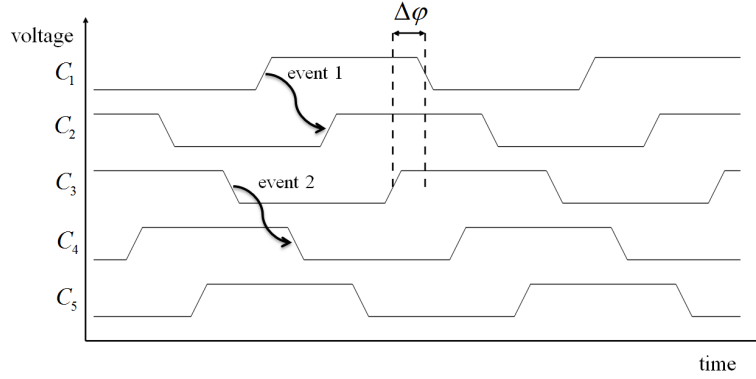 Δφ
voltage
C₁
event 1
C₂
C₃
event 2
C₄
C₅
time